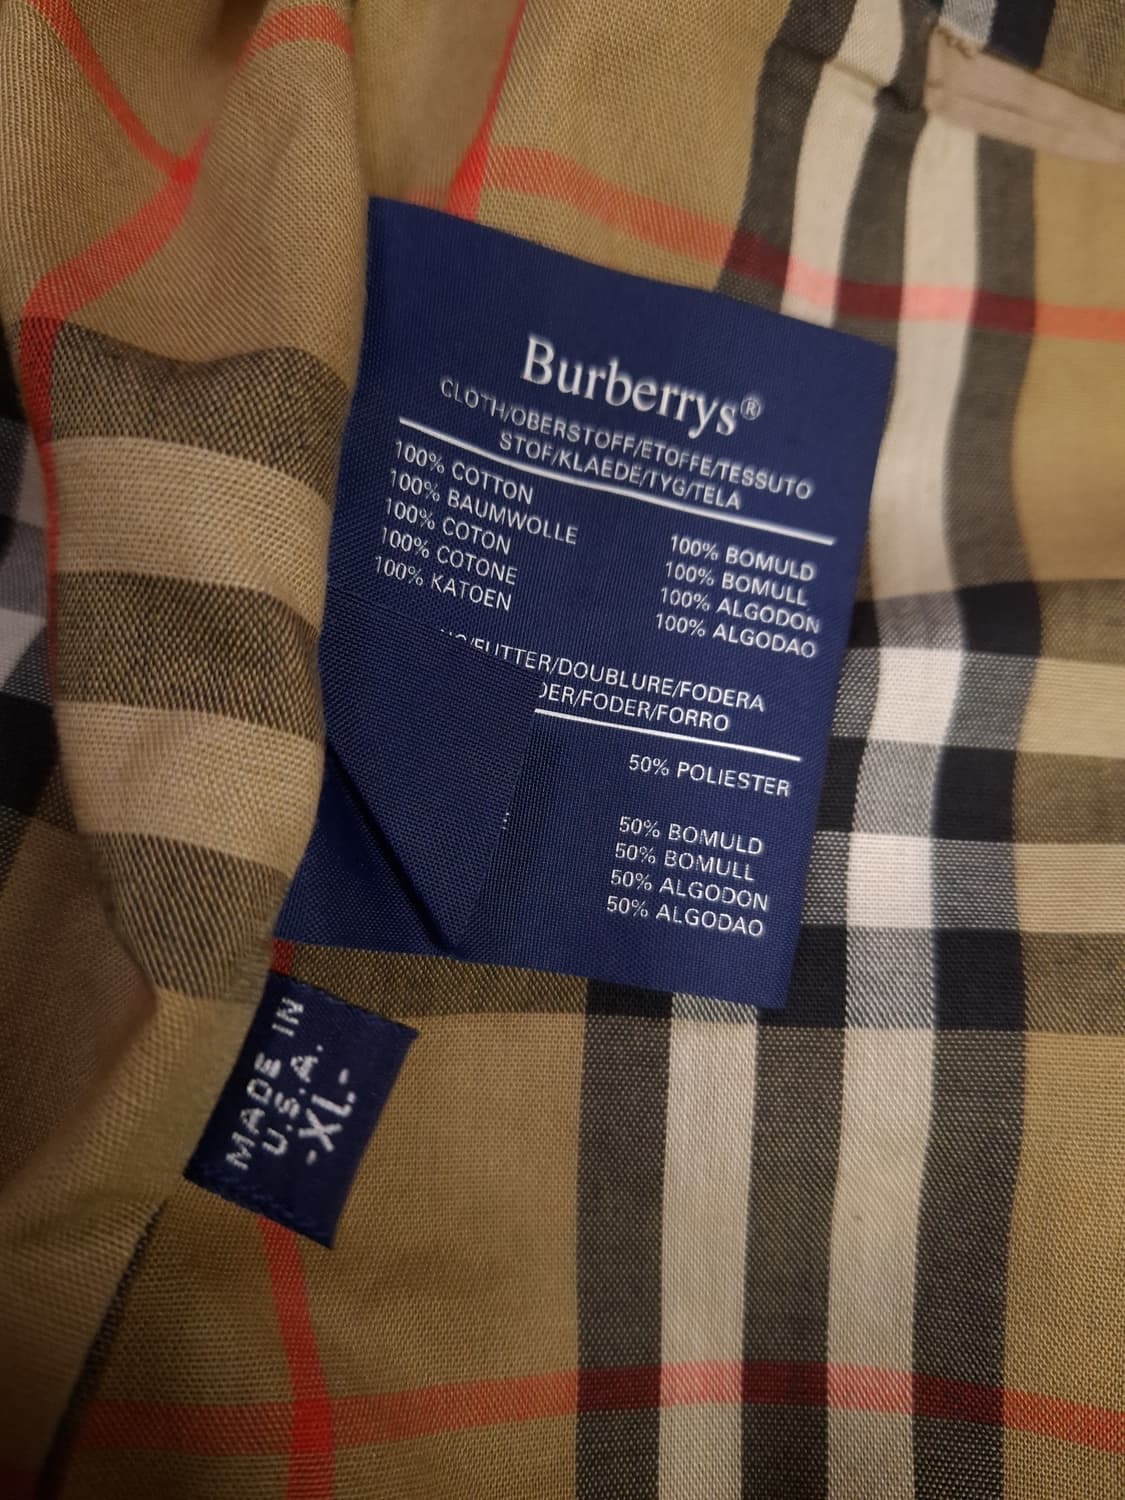 Burberrys®
CLOTH/OBERSTOFF/ETOFFE/TESSUTO
STOF/KLAEDE/TYG/TELA
100% COTTON
100% BAUMWOLLE
100% COTON
100% COTONE
100% KATOEN
100% BOMULD
100% BOMULL
100% ALGODON
100% ALGODAO
/FUTTER/DOUBLURE/FODERA
DER/FODER/FORRO
50% POLIESTER
50% BOMULD
50% BOMULL
50% ALGODON
50% ALGODAO
MADE IN
U.S.A.
-XL-